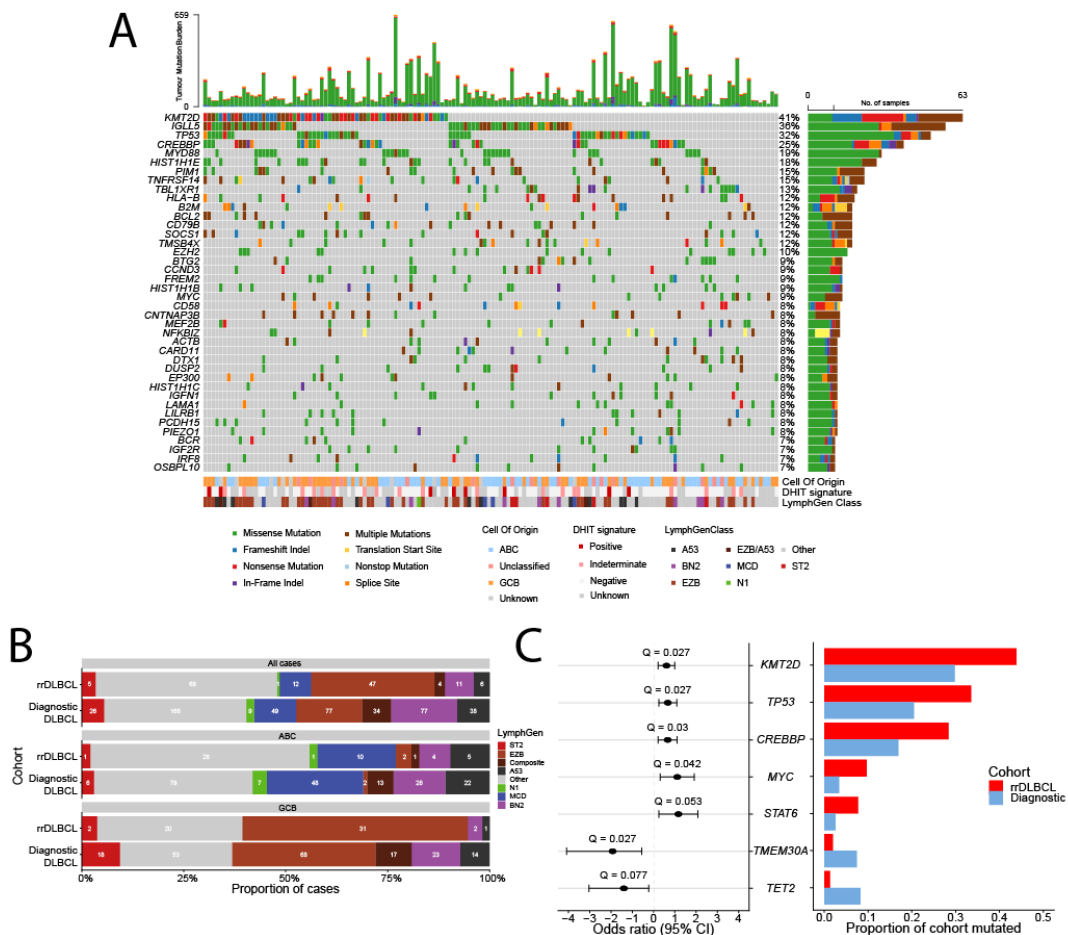 A
659
Tumour Mutation Burden
0
0 63
No. of samples
KMT2D 41%
IGLL5 36%
TP53 32%
CREBBP 25%
MYD88 19%
HIST1H1E 18%
PIM1 15%
TNFRSF14 15%
TBL1XR1 13%
HLA-B 12%
B2M 12%
BCL2 12%
CD79B 12%
SOCS1 12%
TMSB4X 12%
EZH2 10%
BTG2 9%
CCND3 9%
FREM2 9%
HIST1H1B 9%
MYC 9%
CD58 8%
CNTNAP3B 8%
MEF2B 8%
NFKBIZ 8%
ACTB 8%
CARD11 8%
DTX1 8%
DUSP2 8%
EP300 8%
HIST1H1C 8%
IGFN1 8%
LAMA1 8%
LILRB1 8%
PCDH15 8%
PIEZO1 8%
BCR 7%
IGF2R 7%
IRF8 7%
OSBPL10 7%
Cell Of Origin
DHIT signature
LymphGen Class
Missense Mutation
Frameshift Indel
Nonsense Mutation
In-Frame Indel
Multiple Mutations
Translation Start Site
Nonstop Mutation
Splice Site
Cell Of Origin
ABC
Unclassified
GCB
Unknown
DHIT signature
Positive
Indeterminate
Negative
Unknown
LymphGenClass
A53
BN2
EZB
EZB/A53
MCD
N1
Other
ST2
B
Cohort
All cases
rrDLBCL 5 69 1 12 47 4 11 6
Diagnostic DLBCL 26 165 9 49 77 34 77 38
ABC
rrDLBCL 1 26 1 10 2 1 4 5
Diagnostic DLBCL 6 79 7 48 2 13 26 22
GCB
rrDLBCL 2 20 31 2 1
Diagnostic DLBCL 18 53 68 17 23 14
0% 25% 50% 75% 100%
Proportion of cases
LymphGen
ST2
EZB
Composite
A53
Other
N1
MCD
BN2
C
Q = 0.027
Q = 0.027
Q = 0.03
Q = 0.042
Q = 0.053
Q = 0.027
Q = 0.077
-4 -3 -2 -1 0 1 2 3 4
Odds ratio (95% CI)
KMT2D
TP53
CREBBP
MYC
STAT6
TMEM30A
TET2
Cohort
rrDLBCL
Diagnostic
0.0 0.1 0.2 0.3 0.4 0.5
Proportion of cohort mutated